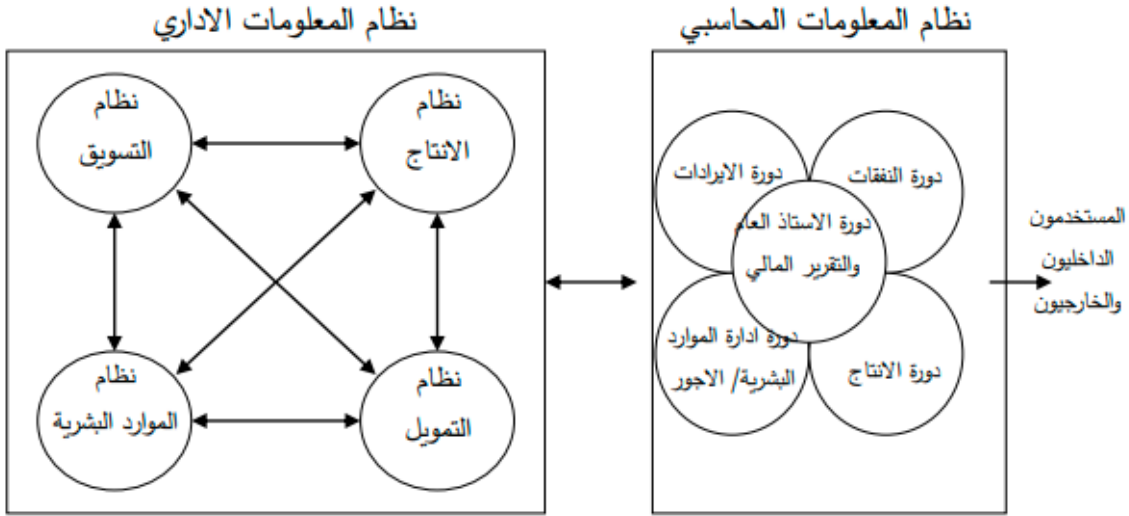 نظام المعلومات المحاسبي
نظام المعلومات الاداري
دورة النفقات
دورة الايرادات
دورة الاستاذ العام
والتقرير المالي
دورة الانتاج
دورة ادارة الموارد
البشرية/ الاجور
المستخدمون
الداخليون
والخارجيون
نظام
الانتاج
نظام
التسويق
نظام
التمويل
نظام
الموارد البشرية